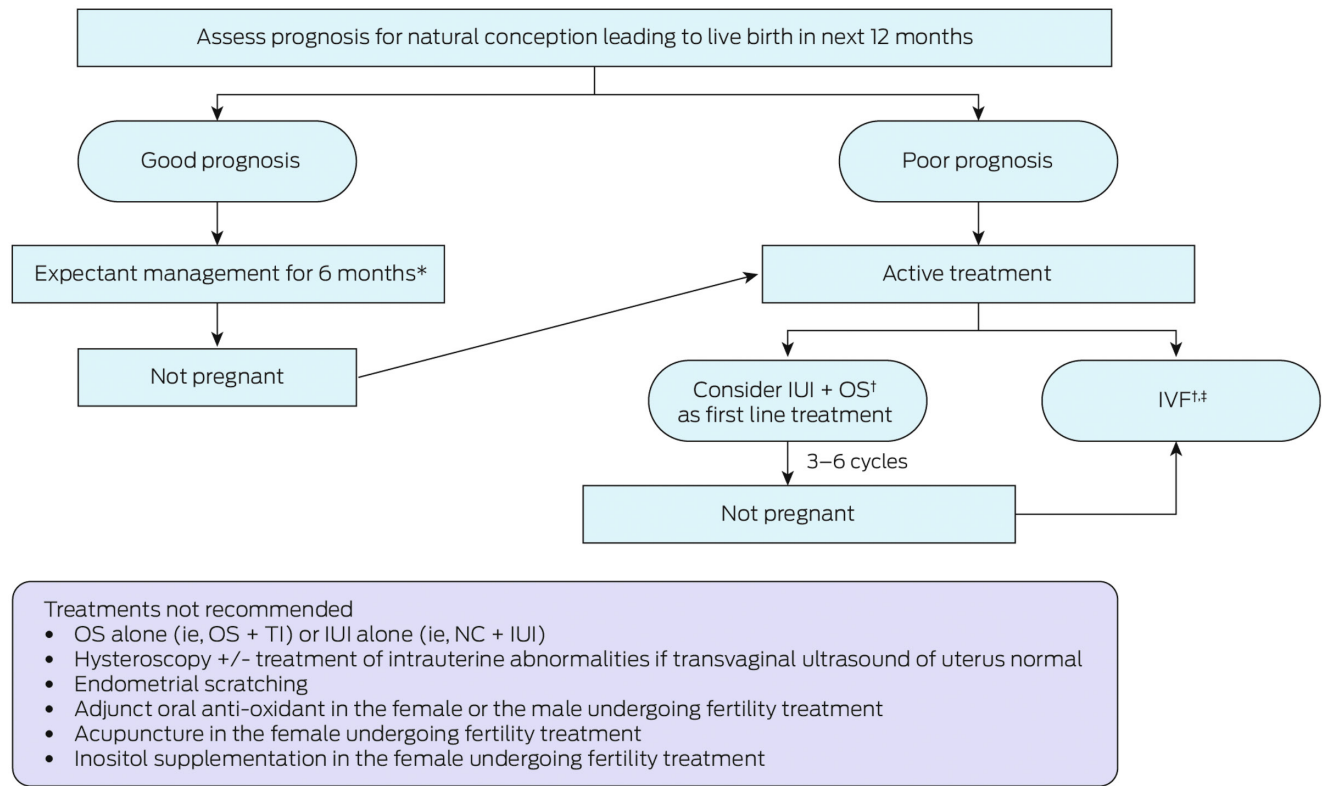 Assess prognosis for natural conception leading to live birth in next 12 months
Good prognosis
Poor prognosis
Expectant management for 6 months*
Active treatment
Not pregnant
Consider IUI + OS†
as first line treatment
IVF†,‡
3–6 cycles
Not pregnant
Treatments not recommended
• OS alone (ie, OS + TI) or IUI alone (ie, NC + IUI)
• Hysteroscopy +/- treatment of intrauterine abnormalities if transvaginal ultrasound of uterus normal
• Endometrial scratching
• Adjunct oral anti-oxidant in the female or the male undergoing fertility treatment
• Acupuncture in the female undergoing fertility treatment
• Inositol supplementation in the female undergoing fertility treatment